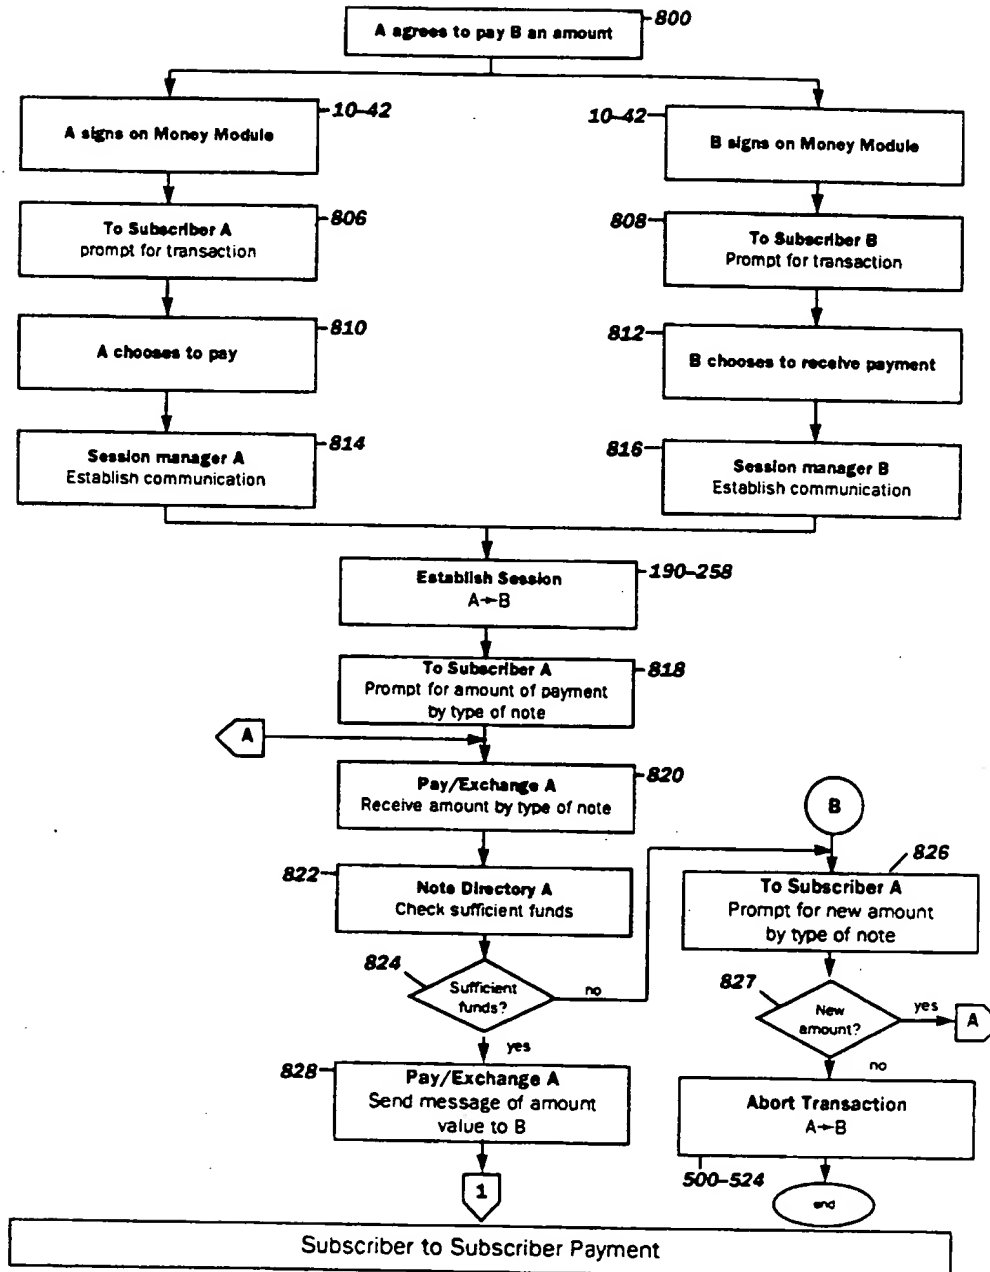 A agrees to pay B an amount
800
A signs on Money Module
10-42
10-42
B signs on Money Module
To Subscriber A
prompt for transaction
806
808
To Subscriber B
Prompt for transaction
A chooses to pay
810
812
B chooses to receive payment
Session manager A
Establish communication
814
816
Session manager B
Establish communication
Establish Session
A→B
190-258
To Subscriber A
Prompt for amount of payment
by type of note
818
A
Pay/Exchange A
Receive amount by type of note
820
B
822
Note Directory A
Check sufficient funds
826
To Subscriber A
Prompt for new amount
by type of note
824
Sufficient
funds?
no
yes
827
New
amount?
yes
A
no
828
Pay/Exchange A
Send message of amount
value to B
Abort Transaction
A→B
500-524
1
end
Subscriber to Subscriber Payment